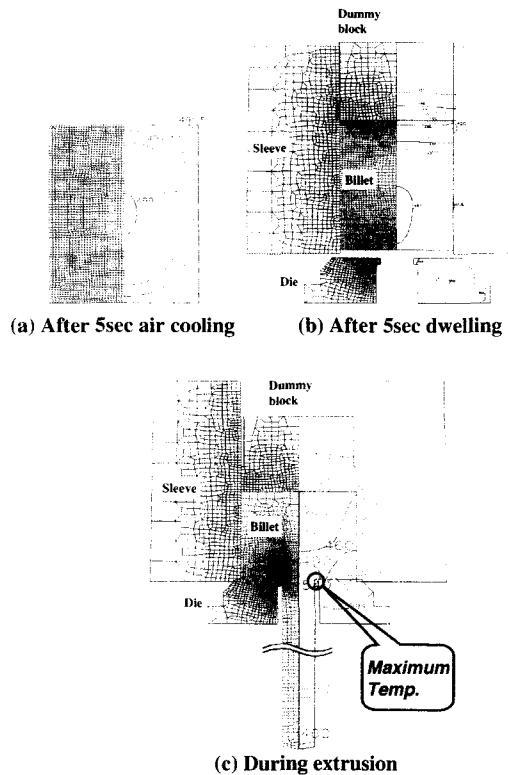 Dummy
block
Sleeve
Billet
Die
(a) After 5sec air cooling
(b) After 5sec dwelling
Dummy
block
Sleeve
Billet
Die
Maximum
Temp.
(c) During extrusion